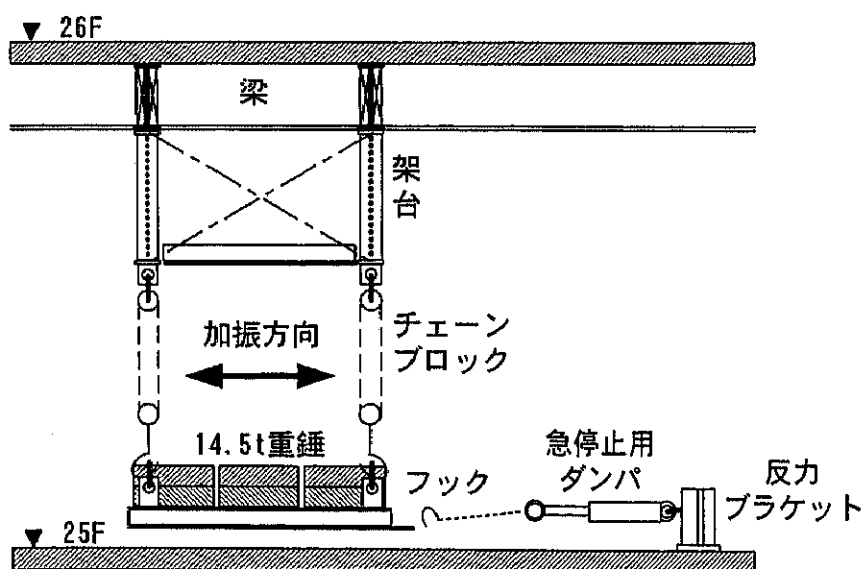 26F
梁
架
台
チェーン
ブロック
加振方向
14.5t重錘
急停止用
ダンパ
フック
反力
ブラケット
25F